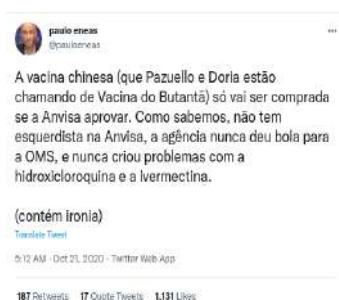 paulo eneas
@pauloeneas
A vacina chinesa (que Pazuello e Doria estão
chamando de Vacina do Butantã) só vai ser comprada
se a Anvisa aprovar. Como sabemos, não tem
esquerdista na Anvisa, a agência nunca deu bola para
a OMS, e nunca criou problemas com a
hidroxicloroquina e a Ivermectina.
(contém ironia)
Translate Tweet
5:12 AM · Oct 21, 2020 · Twitter Web App
187 Retweets 17 Quote Tweets 1,131 Likes